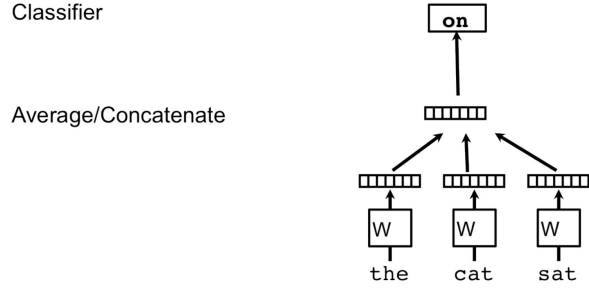 Classifier
on
Average/Concatenate
W W W
the cat sat